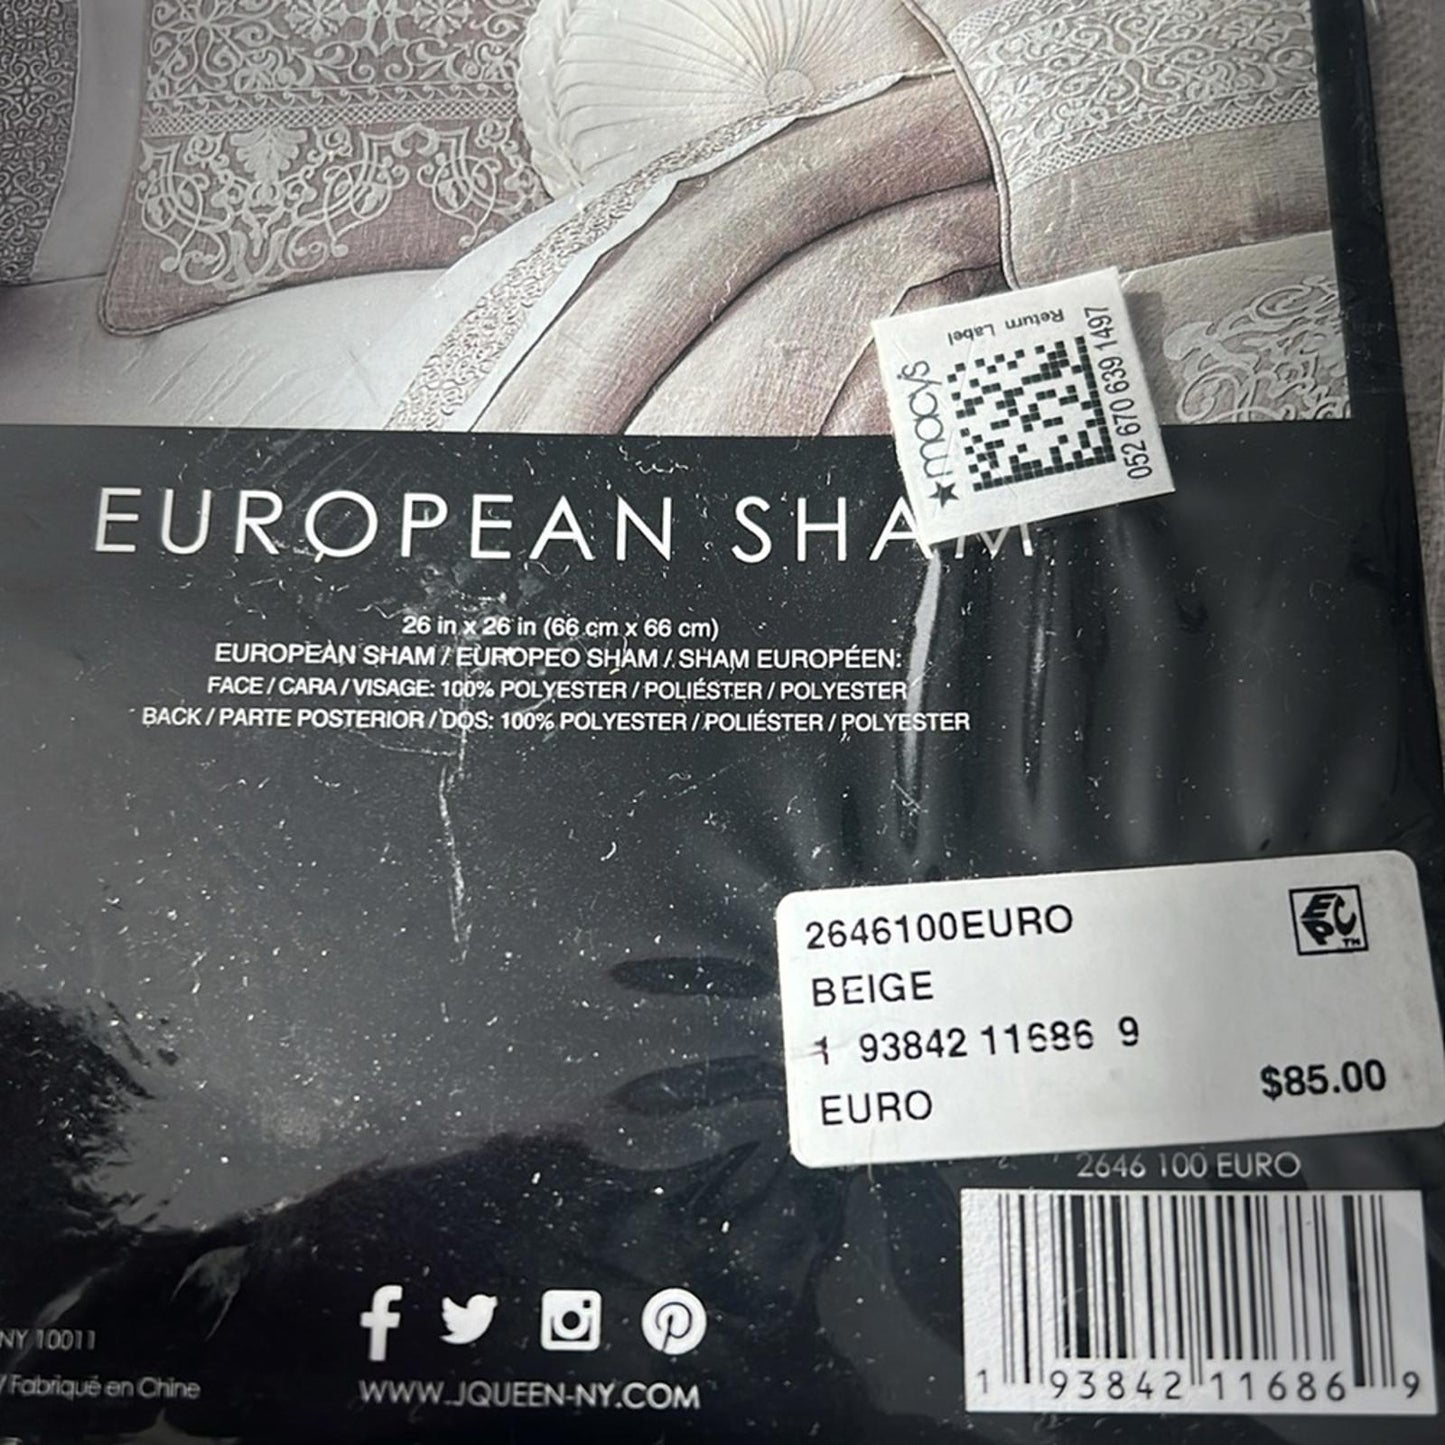 Return Label
★macy's
052 670 639 1497
EUROPEAN SHAM
26 in x 26 in (66 cm x 66 cm)
EUROPEAN SHAM / EUROPEO SHAM / SHAM EUROPÉEN:
FACE / CARA / VISAGE: 100% POLYESTER / POLIÉSTER / POLYESTER
BACK / PARTE POSTERIOR / DOS: 100% POLYESTER / POLIÉSTER / POLYESTER
2646100EURO
EPC TM
BEIGE
1 93842 11686 9
EURO
$85.00
2646 100 EURO
1 93842 11686 9
NY 10011
/ Fabriqué en Chine
WWW.JQUEEN-NY.COM